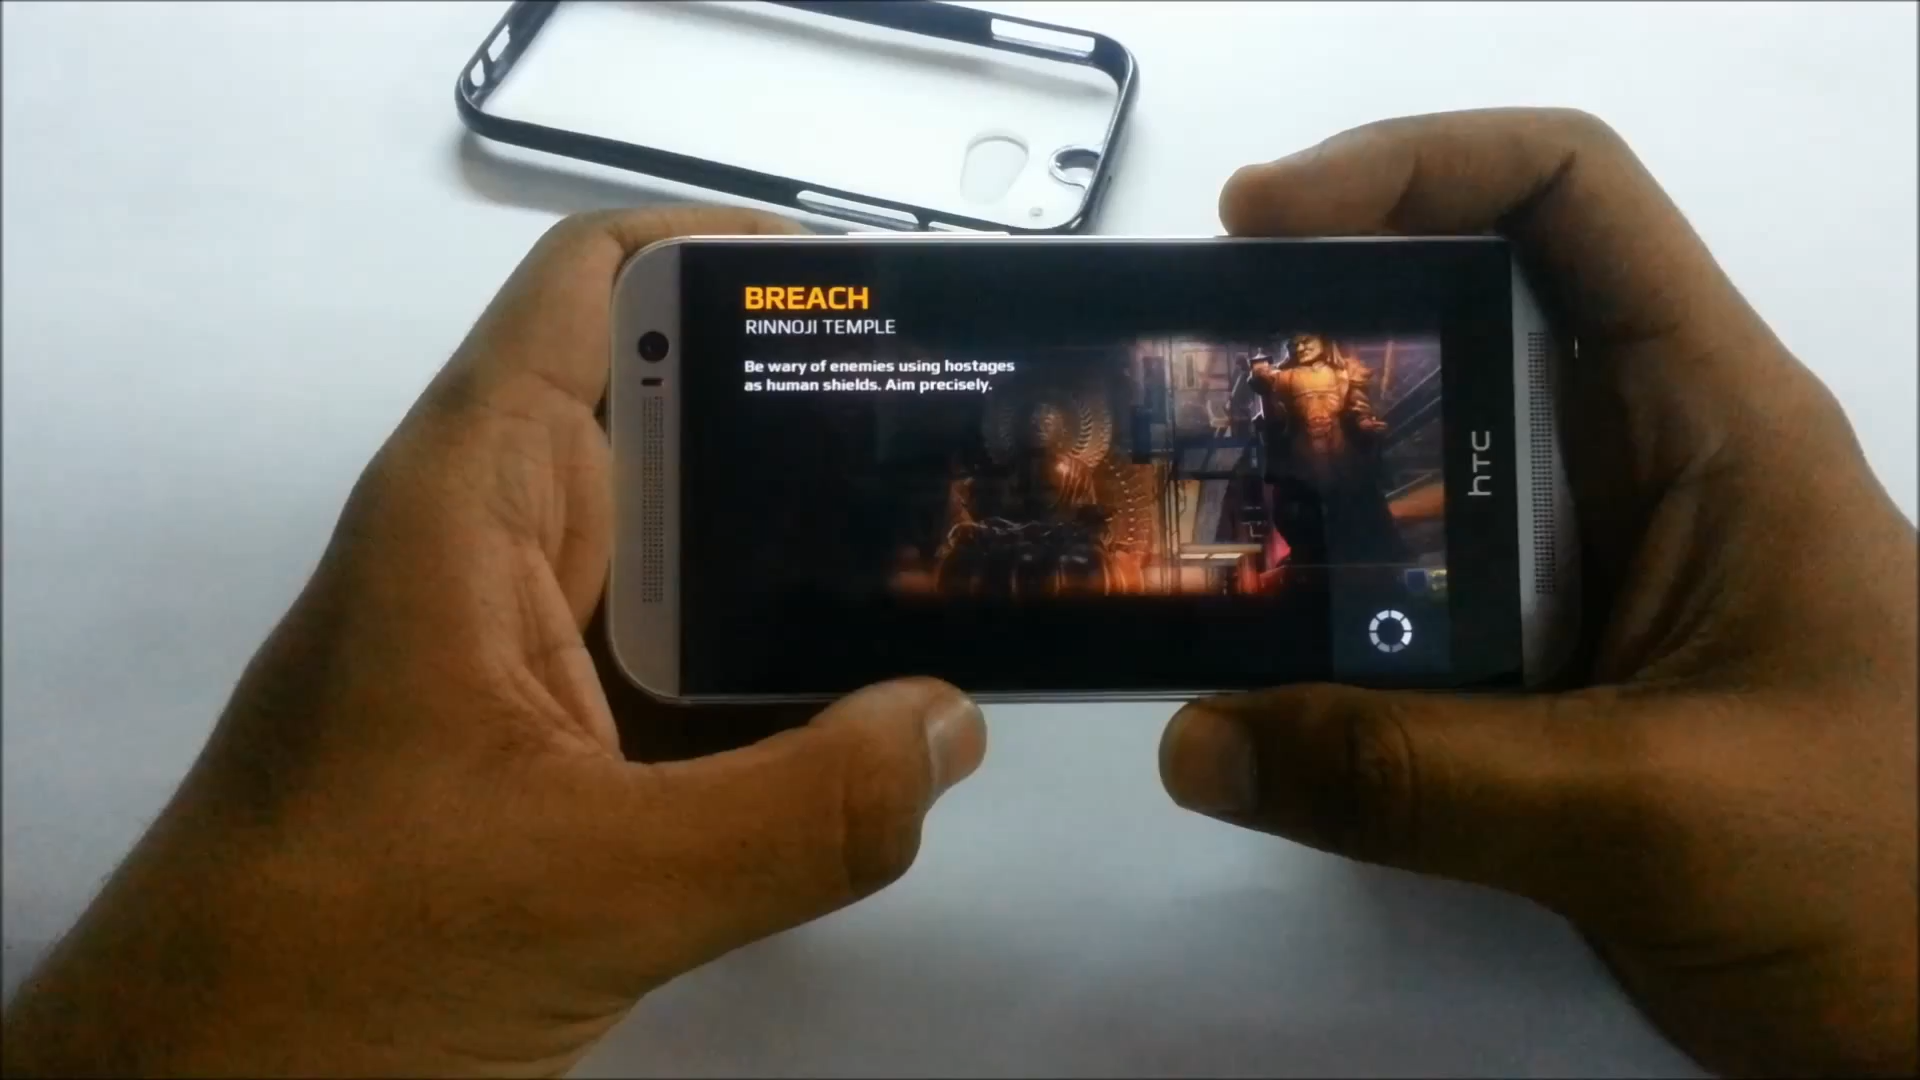 BREACH
RINNOJI TEMPLE
Be wary of enemies using hostages
as human shields. Aim precisely.
hTC